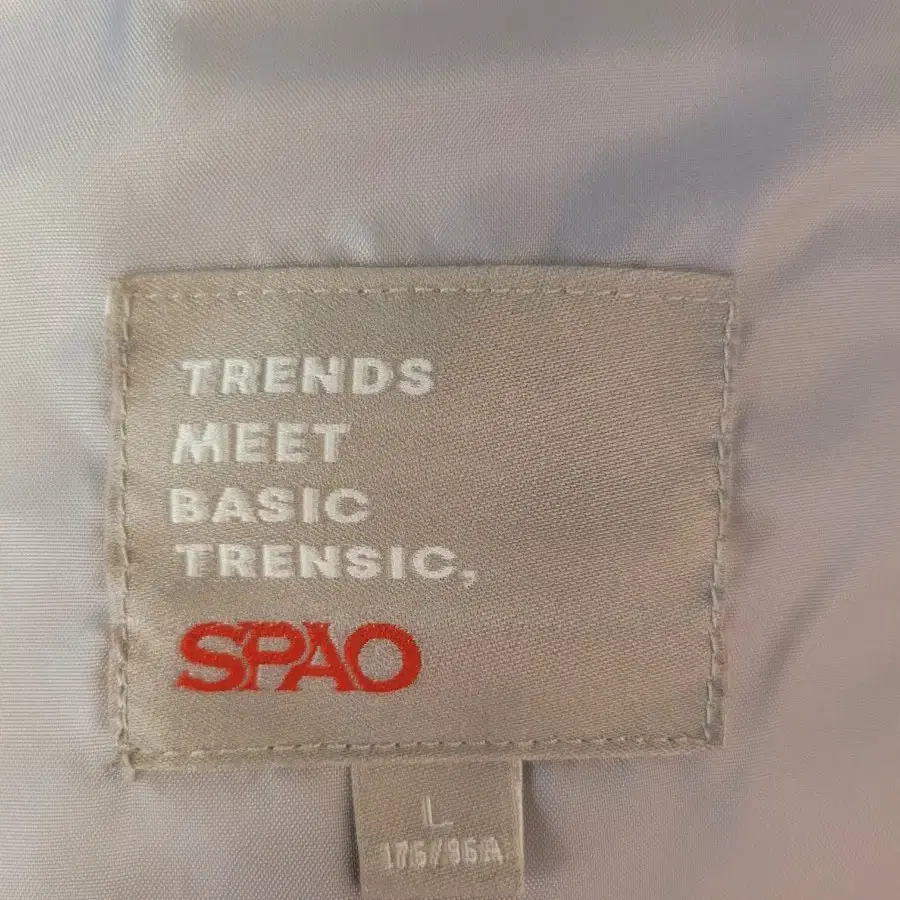 TRENDS
MEET
BASIC
TRENSIC,
SPAO
L
175/96A